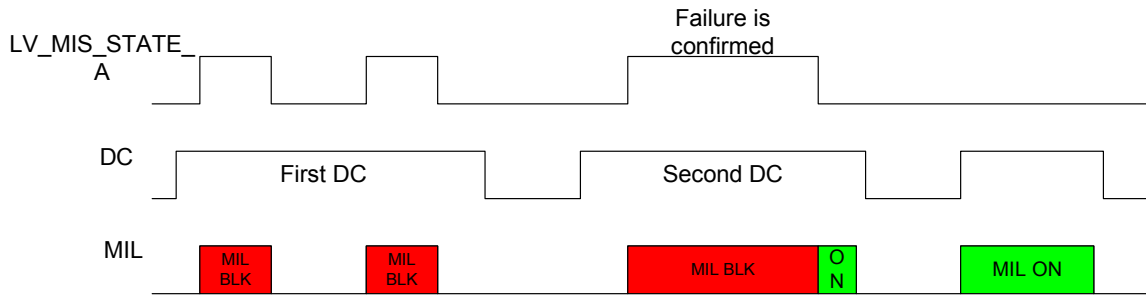 Failure is
confirmed
LV_MIS_STATE_
A
DC
First DC
Second DC
MIL
MIL
BLK
MIL
BLK
MIL BLK
O
N
MIL ON